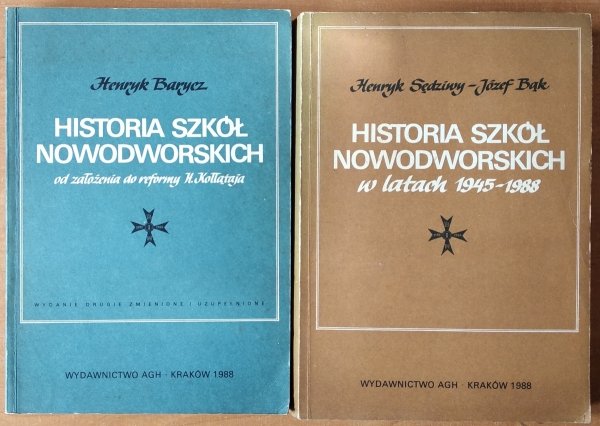 Henryk Barycz
HISTORIA SZKÓŁ
NOWODWORSKICH
od założenia do reformy H. Kołłątaja
WYDANIE DRUGIE ZMIENIONE I UZUPEŁNIONE
WYDAWNICTWO AGH · KRAKÓW 1988
Henryk Sędziwy – Józef Bąk
HISTORIA SZKÓŁ
NOWODWORSKICH
w latach 1945-1988
WYDAWNICTWO AGH · KRAKÓW 1988